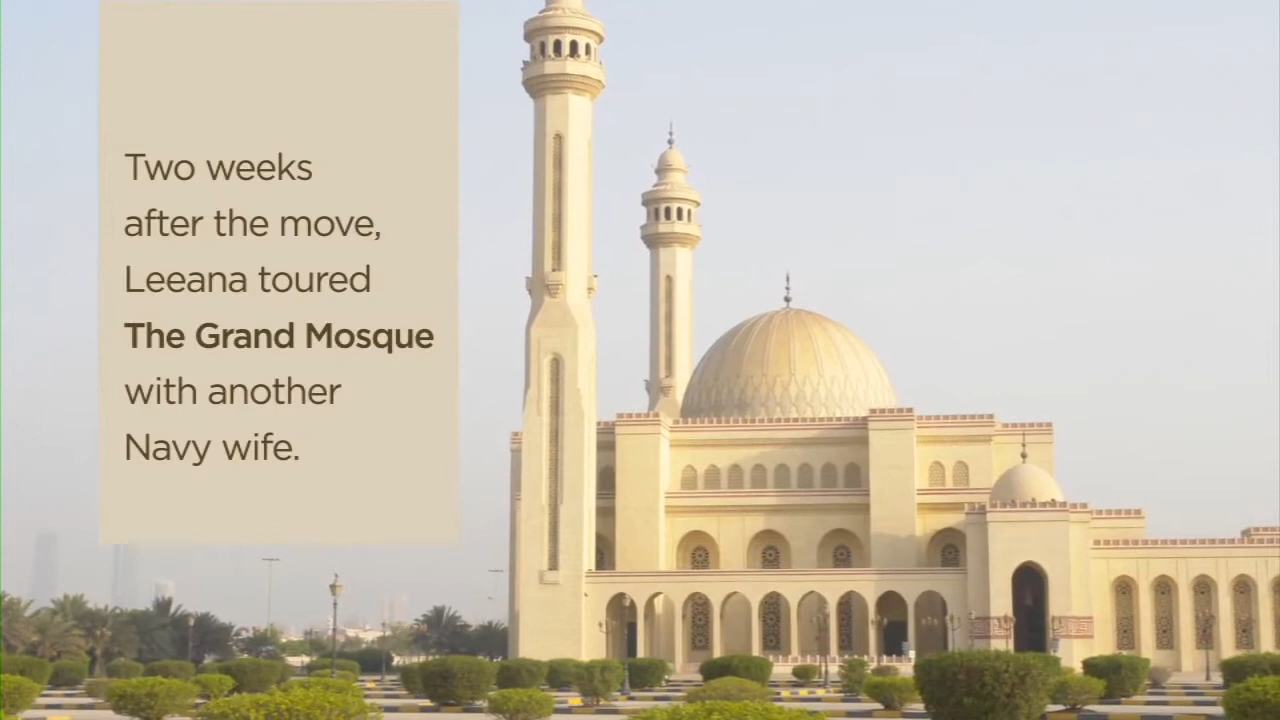 Two weeks
after the move,
Leeana toured
The Grand Mosque
with another
Navy wife.